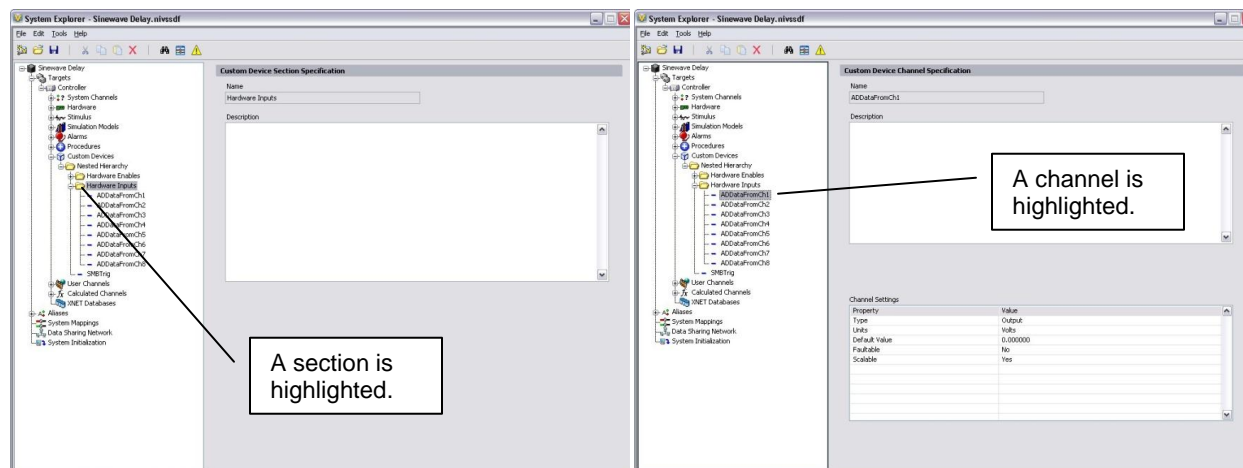 System Explorer - Sinewave Delay.nivssdf
File Edit Tools Help
Sinewave Delay
Targets
Controller
System Channels
Hardware
Stimulus
Simulation Models
Alarms
Procedures
Custom Devices
Nested Hierarchy
Hardware Enables
Hardware Inputs
ADDataFromCh1
ADDataFromCh2
ADDataFromCh3
ADDataFromCh4
ADDataFromCh5
ADDataFromCh6
ADDataFromCh7
ADDataFromCh8
SMBTrig
User Channels
Calculated Channels
XNET Databases
Aliases
System Mappings
Data Sharing Network
System Initialization
Custom Device Section Specification
Name
Hardware Inputs
Description
A section is
highlighted.
System Explorer - Sinewave Delay.nivssdf
File Edit Tools Help
Sinewave Delay
Targets
Controller
System Channels
Hardware
Stimulus
Simulation Models
Alarms
Procedures
Custom Devices
Nested Hierarchy
Hardware Enables
Hardware Inputs
ADDataFromCh1
ADDataFromCh2
ADDataFromCh3
ADDataFromCh4
ADDataFromCh5
ADDataFromCh6
ADDataFromCh7
ADDataFromCh8
SMBTrig
User Channels
Calculated Channels
XNET Databases
Aliases
System Mappings
Data Sharing Network
System Initialization
Custom Device Channel Specification
Name
ADDataFromCh1
Description
A channel is
highlighted.
Channel Settings
Property Value
Type Output
Units Volts
Default Value 0.000000
Faultable No
Scalable Yes